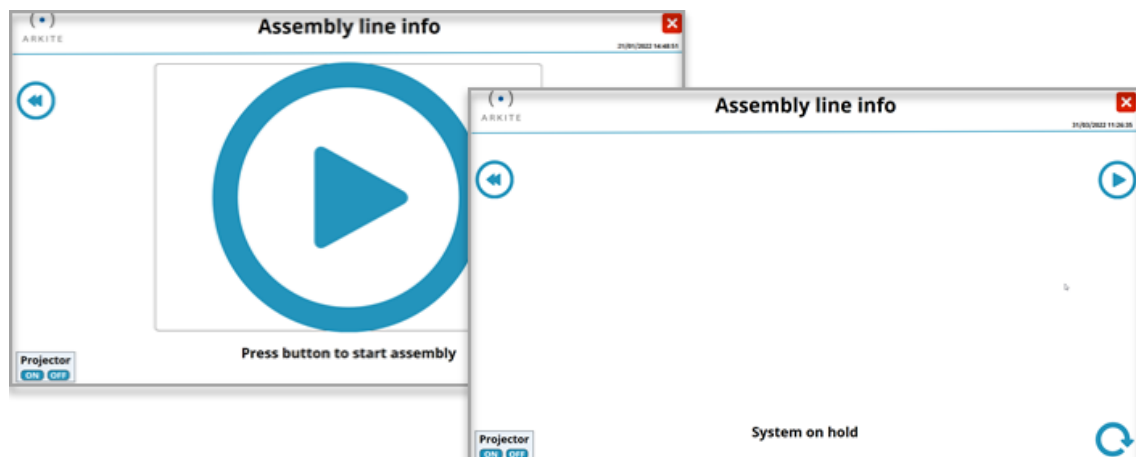 (•)
ARKITE
Assembly line info
21/01/2022 14:48:51
Press button to start assembly
Projector
ON OFF
(•)
ARKITE
Assembly line info
31/03/2022 11:26:35
System on hold
Projector
ON OFF